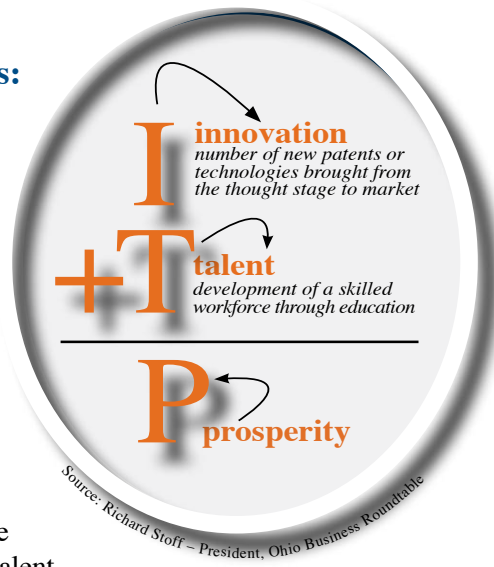 s:
I
innovation
number of new patents or
technologies brought from
the thought stage to market
+T
talent
development of a skilled
workforce through education
P
prosperity
Source: Richard Stoff – President, Ohio Business Roundtable
e
alent